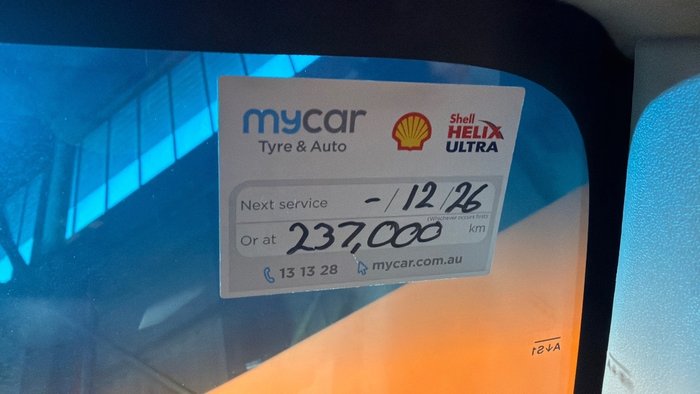 mycar
Tyre & Auto
Shell
HELIX
ULTRA
Next service -/12/26
(Whichever occurs first)
Or at 237,000 km
13 13 28 mycar.com.au
AS1